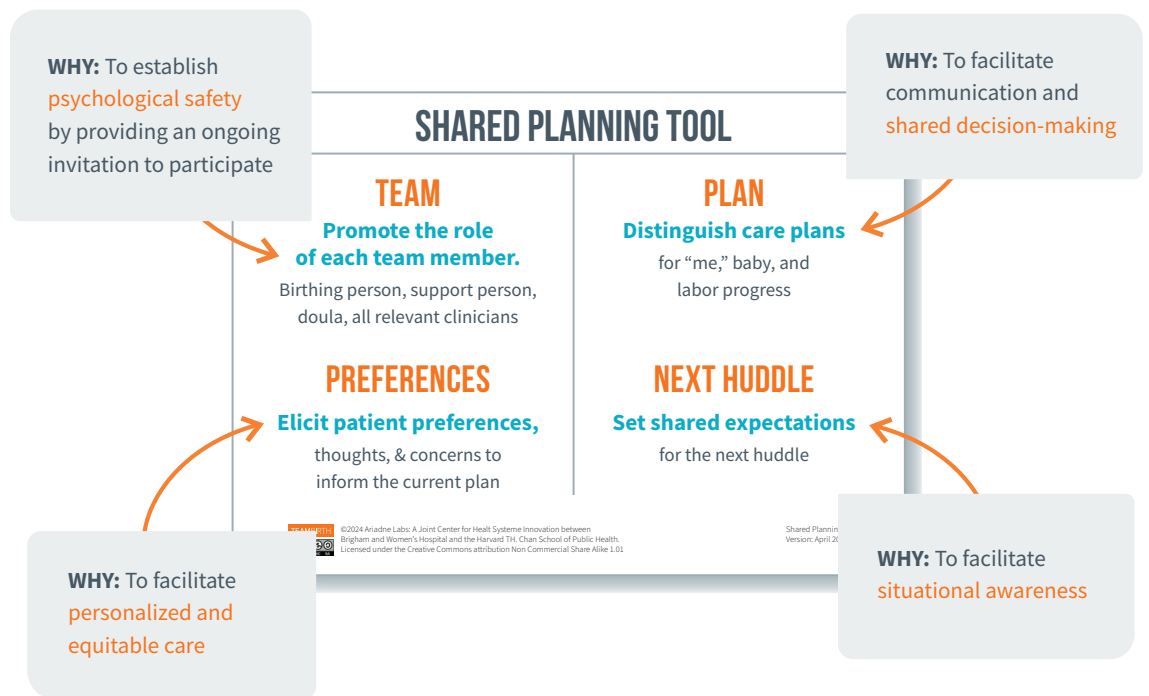 WHY: To establish
psychological safety
by providing an ongoing
invitation to participate
WHY: To facilitate
communication and
shared decision-making
SHARED PLANNING TOOL
TEAM
Promote the role
of each team member.
Birthing person, support person,
doula, all relevant clinicians
PLAN
Distinguish care plans
for “me,” baby, and
labor progress
PREFERENCES
Elicit patient preferences,
thoughts, & concerns to
inform the current plan
NEXT HUDDLE
Set shared expectations
for the next huddle
©2024 Ariadne Labs: A Joint Center for Healt Systeme Innovation between
Brigham and Women's Hospital and the Harvard TH. Chan School of Public Health.
Licensed under the Creative Commons attribution Non Commercial Share Alike 1.01
Shared
Version: April
WHY: To facilitate
personalized and
equitable care
WHY: To facilitate
situational awareness